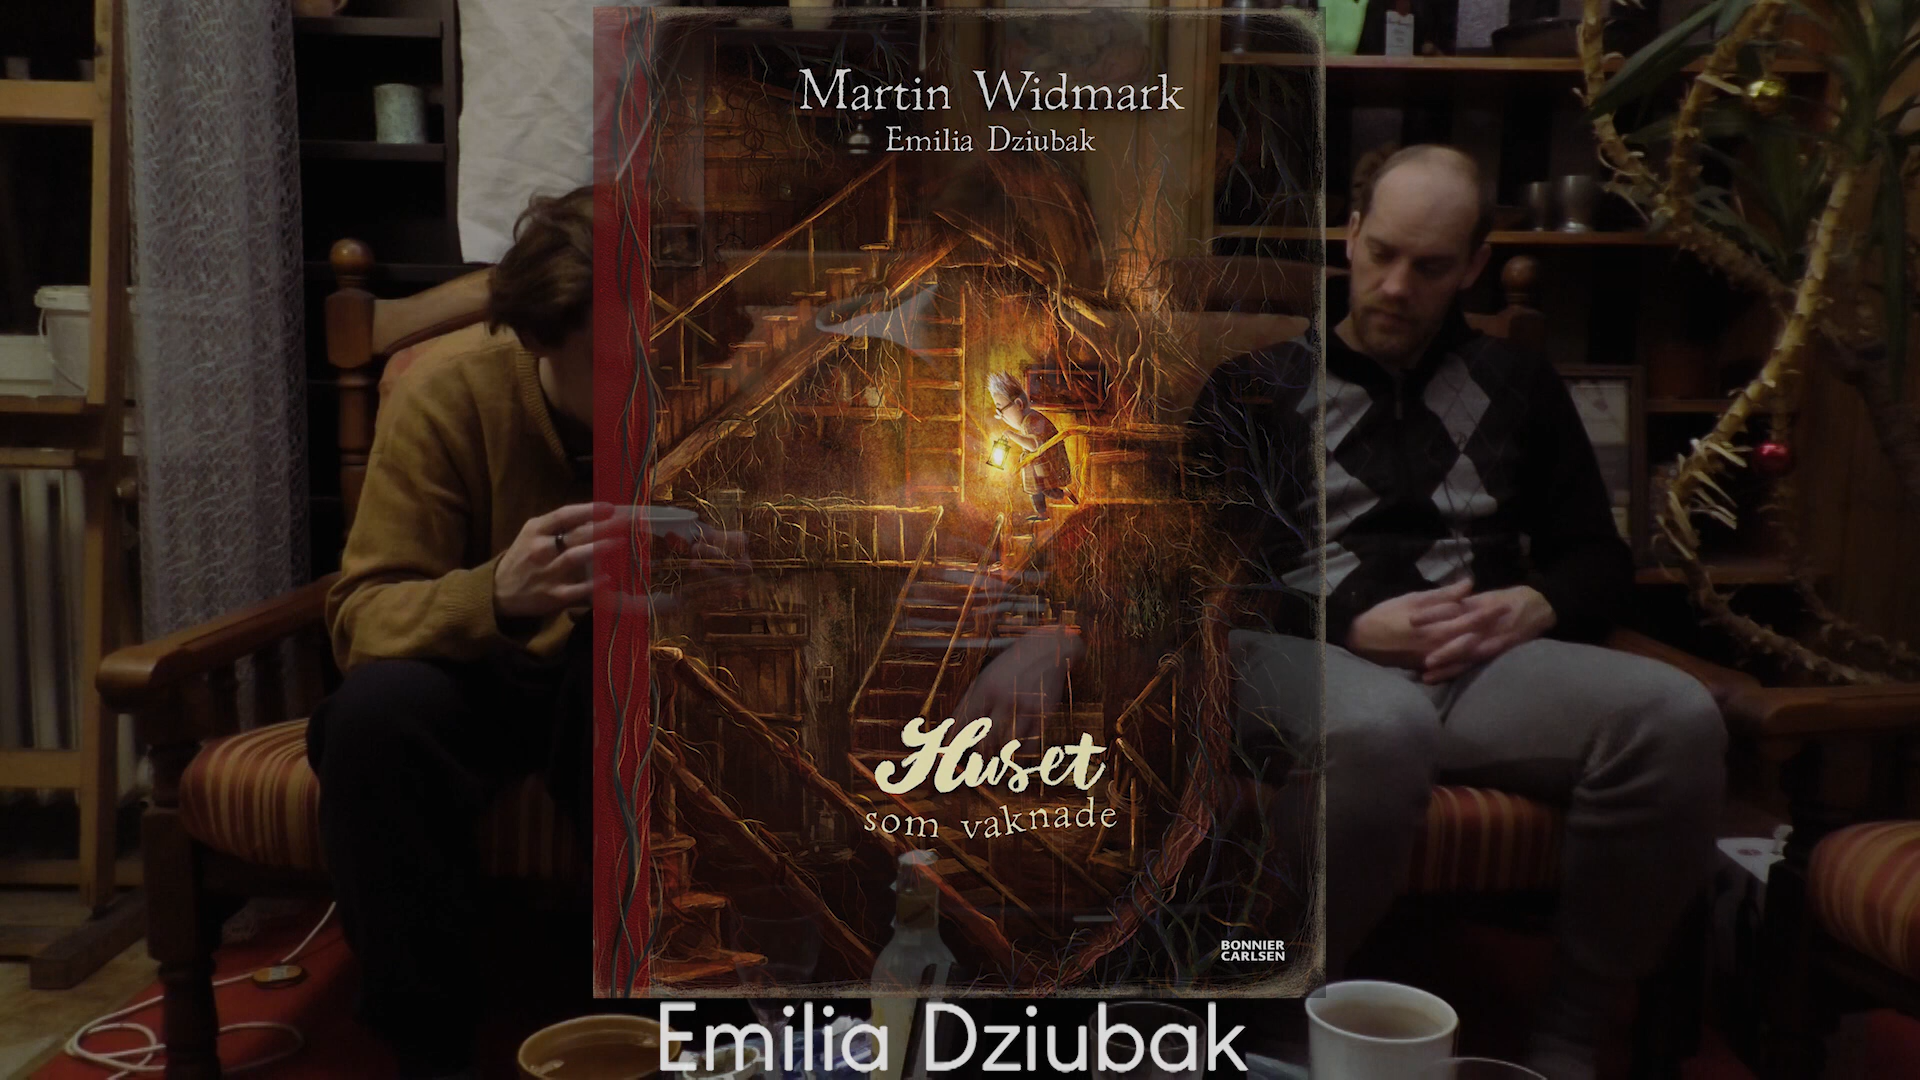 Martin Widmark
Emilia Dziubak
Huset
som vaknade
BONNIER
CARLSEN
Emilia Dziubak